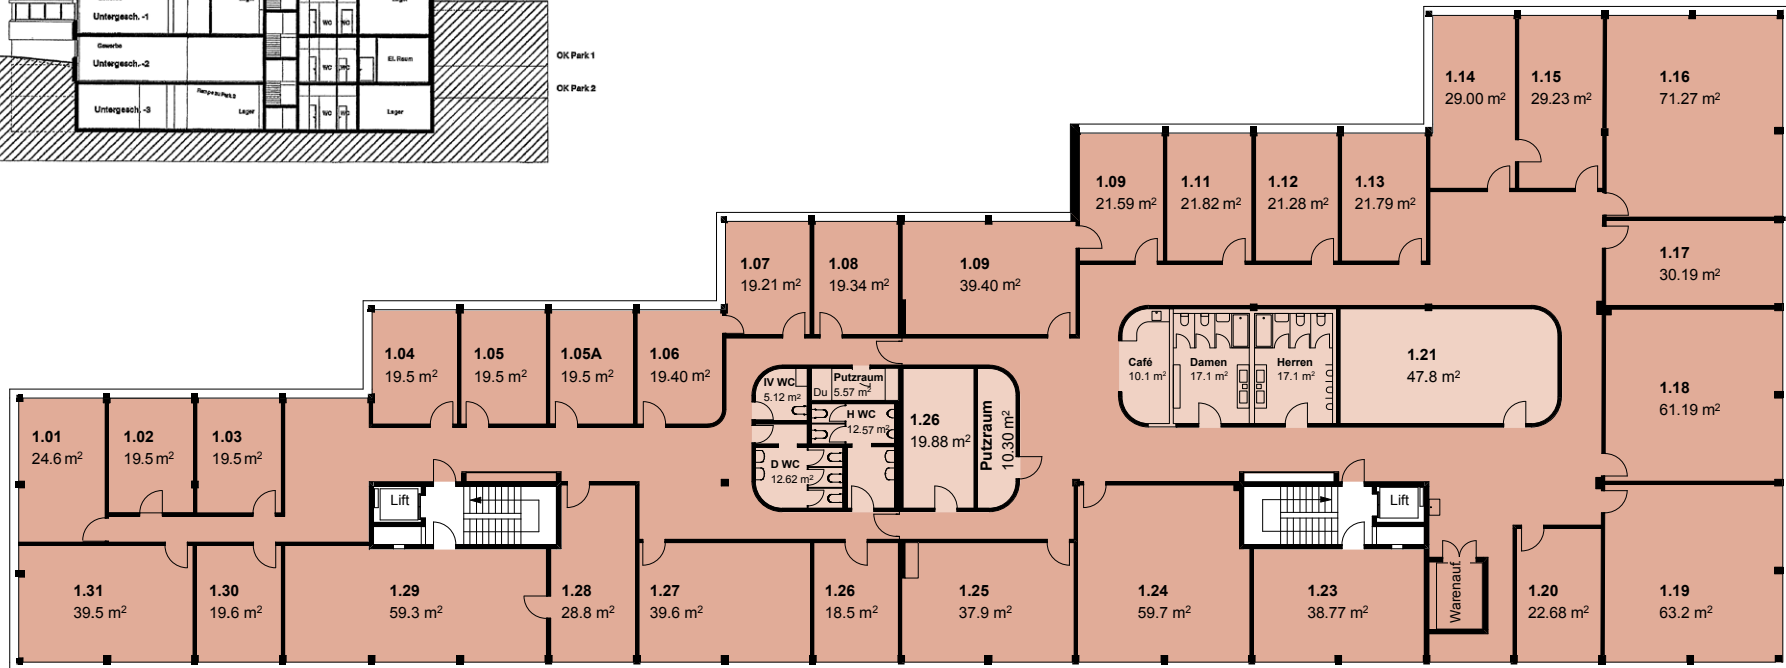 Lager
Untergesch. -1
WC
WC
Gewerbe
Untergesch. -2
WC
WC
El. Raum
OK Park 1
OK Park 2
Rampe zu Park 2
Untergesch. -3
Lager
WC
WC
Lager
1.14
29.00 m²
1.15
29.23 m²
1.16
71.27 m²
1.09
21.59 m²
1.11
21.82 m²
1.12
21.28 m²
1.13
21.79 m²
1.17
30.19 m²
1.07
19.21 m²
1.08
19.34 m²
1.09
39.40 m²
1.04
19.5 m²
1.05
19.5 m²
1.05A
19.5 m²
1.06
19.40 m²
IV WC
5.12 m²
Putzraum
Du
5.57 m²
H WC
12.57 m²
D WC
12.62 m²
1.26
19.88 m²
Putzraum
10.30 m²
Café
10.1 m²
Damen
17.1 m²
Herren
17.1 m²
1.21
47.8 m²
1.18
61.19 m²
1.01
24.6 m²
1.02
19.5 m²
1.03
19.5 m²
Lift
Lift
1.31
39.5 m²
1.30
19.6 m²
1.29
59.3 m²
1.28
28.8 m²
1.27
39.6 m²
1.26
18.5 m²
1.25
37.9 m²
1.24
59.7 m²
1.23
38.77 m²
Warenauf.
1.20
22.68 m²
1.19
63.2 m²